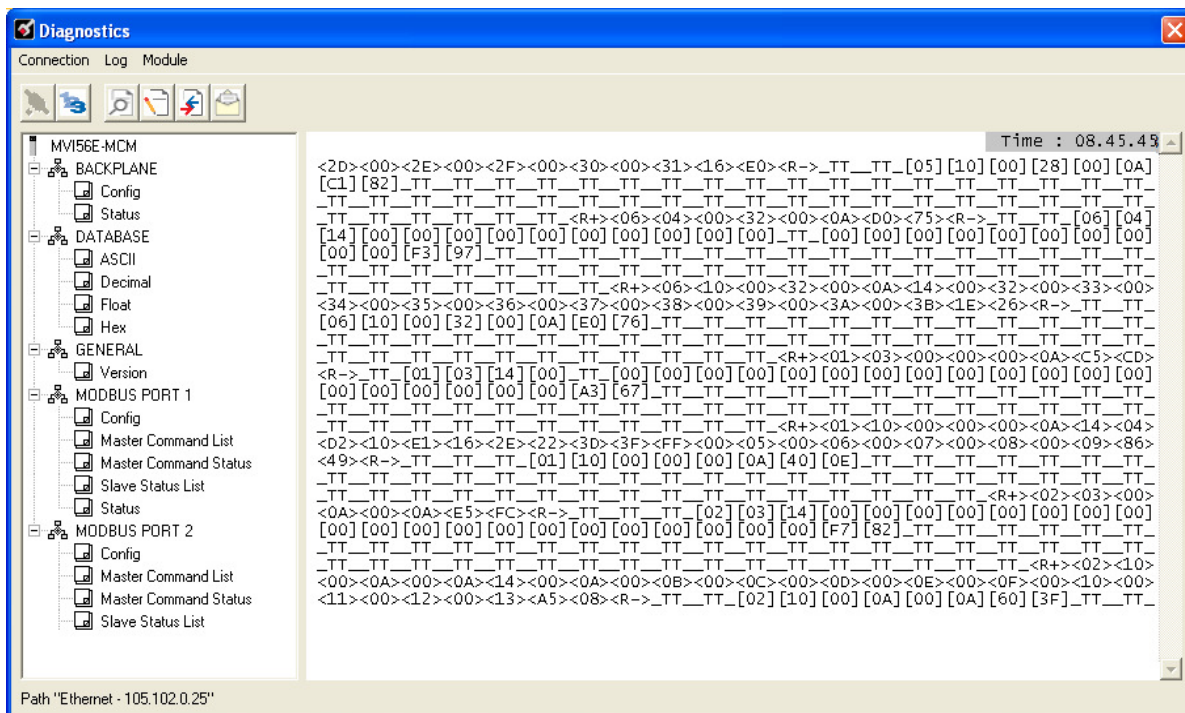 Diagnostics
Connection Log Module
MVI56E-MCM
BACKPLANE
Config
Status
DATABASE
ASCII
Decimal
Float
Hex
GENERAL
Version
MODBUS PORT 1
Config
Master Command List
Master Command Status
Slave Status List
Status
MODBUS PORT 2
Config
Master Command List
Master Command Status
Slave Status List
Time : 08.45.45
<2D><00><2E><00><2F><00><30><00><31><16><E0><R->_TT__TT_[05][10][00][28][00][0A]
[C1][82]_TT__TT__TT__TT__TT__TT__TT__TT__TT__TT__TT__TT__TT__TT__TT__TT__TT__TT_
_TT__TT__TT__TT__TT__TT__TT__TT__TT__TT__TT__TT__TT__TT__TT__TT__TT__TT__TT__TT_
_TT__TT__TT__TT__TT__TT_<R+><06><04><00><32><00><0A><D0><75><R->_TT__TT_[06][04]
[14][00][00][00][00][00][00][00][00][00][00]_TT_[00][00][00][00][00][00][00][00]
[00][00][F3][97]_TT__TT__TT__TT__TT__TT__TT__TT__TT__TT__TT__TT__TT__TT__TT__TT_
_TT__TT__TT__TT__TT__TT__TT__TT__TT__TT__TT__TT__TT__TT__TT__TT__TT__TT__TT__TT_
_TT__TT__TT__TT__TT__TT__TT_<R+><06><10><00><32><00><0A><14><00><32><00><33><00>
<34><00><35><00><36><00><37><00><38><00><39><00><3A><00><3B><1E><26><R->_TT__TT_
[06][10][00][32][00][0A][E0][76]_TT__TT__TT__TT__TT__TT__TT__TT__TT__TT__TT__TT_
_TT__TT__TT__TT__TT__TT__TT__TT__TT__TT__TT__TT__TT__TT__TT__TT__TT__TT__TT__TT_
_TT__TT__TT__TT__TT__TT__TT__TT__TT__TT__TT_<R+><01><03><00><00><00><0A><C5><CD>
<R->_TT_[01][03][14][00]_TT_[00][00][00][00][00][00][00][00][00][00][00][00][00]
[00][00][00][00][00][00][A3][67]_TT__TT__TT__TT__TT__TT__TT__TT__TT__TT__TT__TT_
_TT__TT__TT__TT__TT__TT__TT__TT__TT__TT__TT__TT__TT__TT__TT__TT__TT__TT__TT__TT_
_TT__TT__TT__TT__TT__TT__TT__TT__TT__TT__TT_<R+><01><10><00><00><00><0A><14><04>
<D2><10><E1><16><2E><22><3D><3F><FF><00><05><00><06><00><07><00><08><00><09><86>
<49><R->_TT__TT__TT_[01][10][00][00][00][0A][40][0E]_TT__TT__TT__TT__TT__TT__TT_
_TT__TT__TT__TT__TT__TT__TT__TT__TT__TT__TT__TT__TT__TT__TT__TT__TT__TT__TT__TT_
_TT__TT__TT__TT__TT__TT__TT__TT__TT__TT__TT__TT__TT__TT__TT__TT_<R+><02><03><00>
<0A><00><0A><E5><FC><R->_TT__TT__TT_[02][03][14][00][00][00][00][00][00][00][00]
[00][00][00][00][00][00][00][00][00][00][00][00][F7][82]_TT__TT__TT__TT__TT__TT_
_TT__TT__TT__TT__TT__TT__TT__TT__TT__TT__TT__TT__TT__TT__TT__TT__TT__TT__TT__TT_
_TT__TT__TT__TT__TT__TT__TT__TT__TT__TT__TT__TT__TT__TT__TT__TT__TT_<R+><02><10>
<00><0A><00><0A><14><00><0A><00><0B><00><0C><00><0D><00><0E><00><0F><00><10><00>
<11><00><12><00><13><A5><08><R->_TT__TT_[02][10][00][0A][00][0A][60][3F]_TT__TT_
Path "Ethernet - 105.102.0.25"